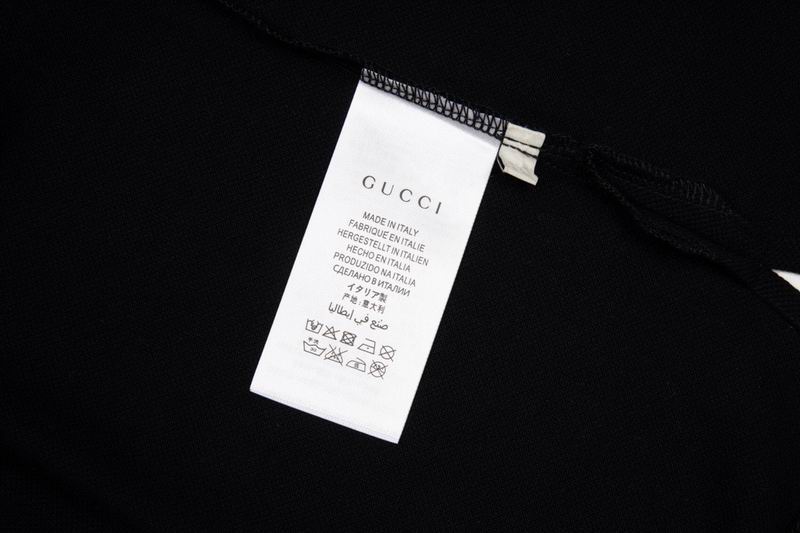 GUCCI
MADE IN ITALY
FABRIQUE EN ITALIE
HERGESTELLT IN ITALIEN
HECHO EN ITALIA
PRODUZIDO NA ITALIA
СДЕЛАНО В ИТАЛИИ
イタリア製
产地:意大利
صنع في إيطاليا